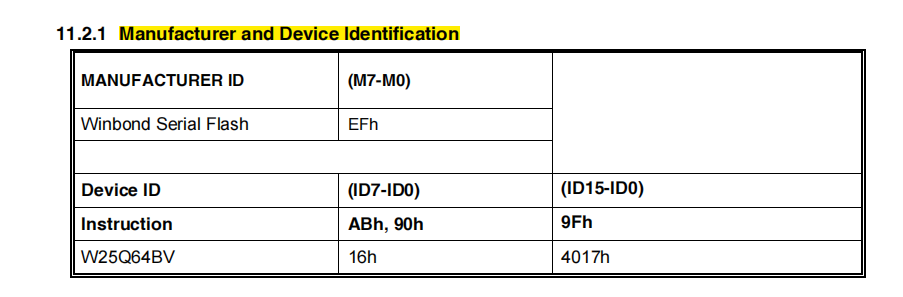 11.2.1 Manufacturer and Device Identification
MANUFACTURER ID (M7-M0)
Winbond Serial Flash EFh
Device ID (ID7-ID0) (ID15-ID0)
Instruction ABh, 90h 9Fh
W25Q64BV 16h 4017h